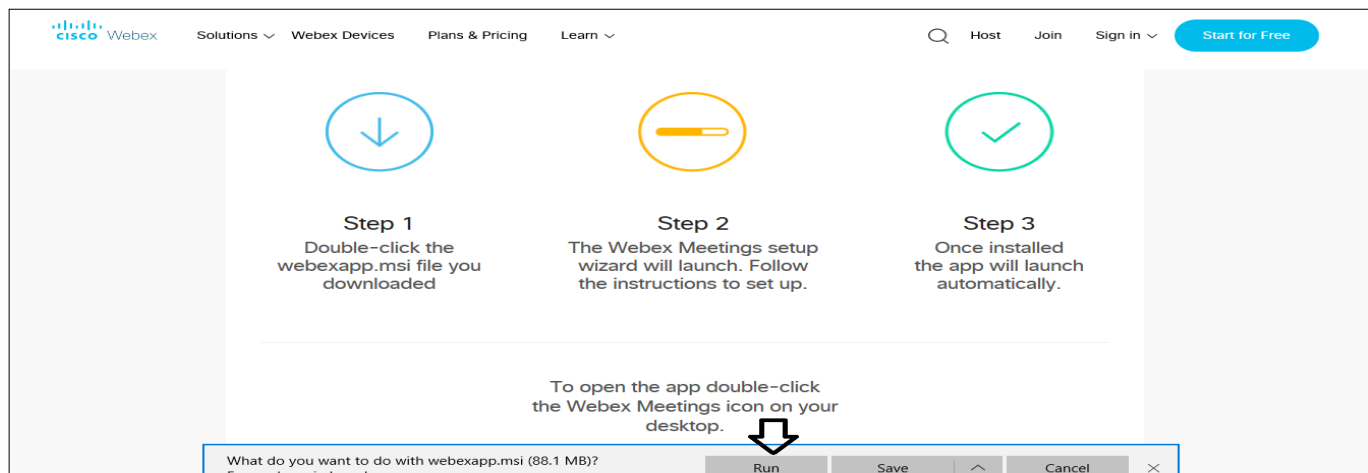 CISCO Webex
Solutions Webex Devices Plans & Pricing Learn Host Join Sign in Start for Free
Step 1
Double-click the
webexapp.msi file you
downloaded
Step 2
The Webex Meetings setup
wizard will launch. Follow
the instructions to set up.
Step 3
Once installed
the app will launch
automatically.
To open the app double-click
the Webex Meetings icon on your
desktop.
What do you want to do with webexapp.msi (88.1 MB)?
Run Save Cancel